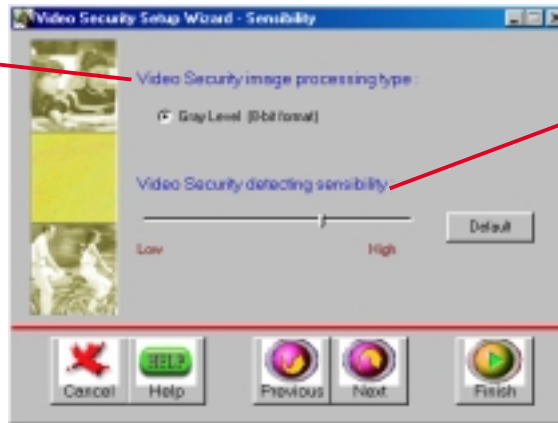 Video Security Setup Wizard - Sensibility
Video Security image processing type :
Gray Level (8-bit format)
Video Security detecting sensibility :
Default
Low High
HELP
Cancel Help Previous Next Finish